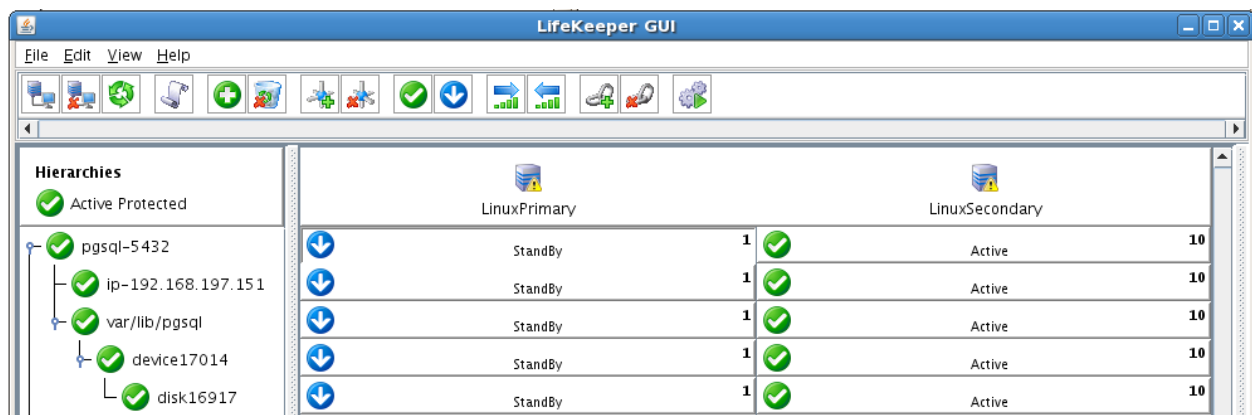 LifeKeeper GUI
File Edit View Help
Hierarchies
Active Protected
LinuxPrimary LinuxSecondary
pgsql-5432 StandBy 1 Active 10
ip-192.168.197.151 StandBy 1 Active 10
var/lib/pgsql StandBy 1 Active 10
device17014 StandBy 1 Active 10
disk16917 StandBy 1 Active 10